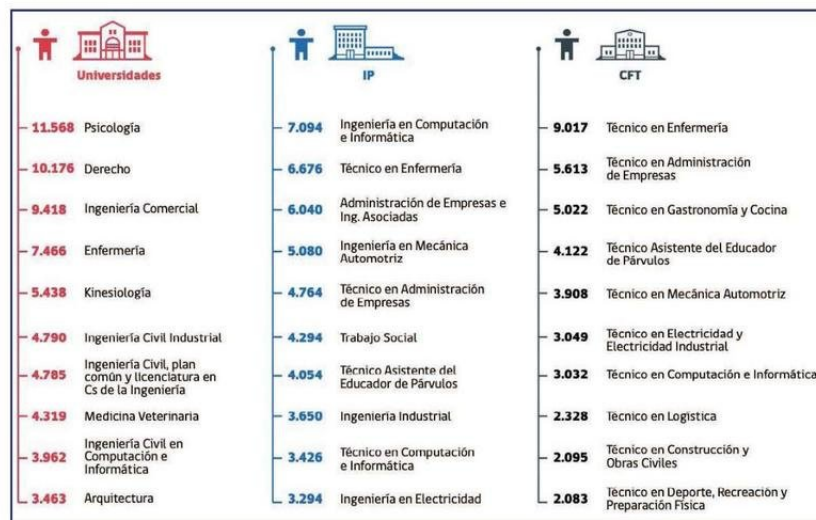 Universidades
11.568 Psicología
10.176 Derecho
9.418 Ingeniería Comercial
7.466 Enfermería
5.438 Kinesiología
4.790 Ingeniería Civil Industrial
4.785 Ingeniería Civil, plan
común y licenciatura en
Cs de la Ingeniería
4.319 Medicina Veterinaria
3.962 Ingeniería Civil en
Computación e
Informática
3.463 Arquitectura
IP
7.094 Ingeniería en Computación
e Informática
6.676 Técnico en Enfermería
6.040 Administración de Empresas e
Ing. Asociadas
5.080 Ingeniería en Mecánica
Automotriz
4.764 Técnico en Administración
de Empresas
4.294 Trabajo Social
4.054 Técnico Asistente del
Educador de Párvulos
3.650 Ingeniería Industrial
3.426 Técnico en Computación
e Informática
3.294 Ingeniería en Electricidad
CFT
9.017 Técnico en Enfermería
5.613 Técnico en Administración
de Empresas
5.022 Técnico en Gastronomía y Cocina
4.122 Técnico Asistente del Educador
de Párvulos
3.908 Técnico en Mecánica Automotriz
3.049 Técnico en Electricidad y
Electricidad Industrial
3.032 Técnico en Computación e Informática
2.328 Técnico en Logística
2.095 Técnico en Construcción y
Obras Civiles
2.083 Técnico en Deporte, Recreación y
Preparación Física